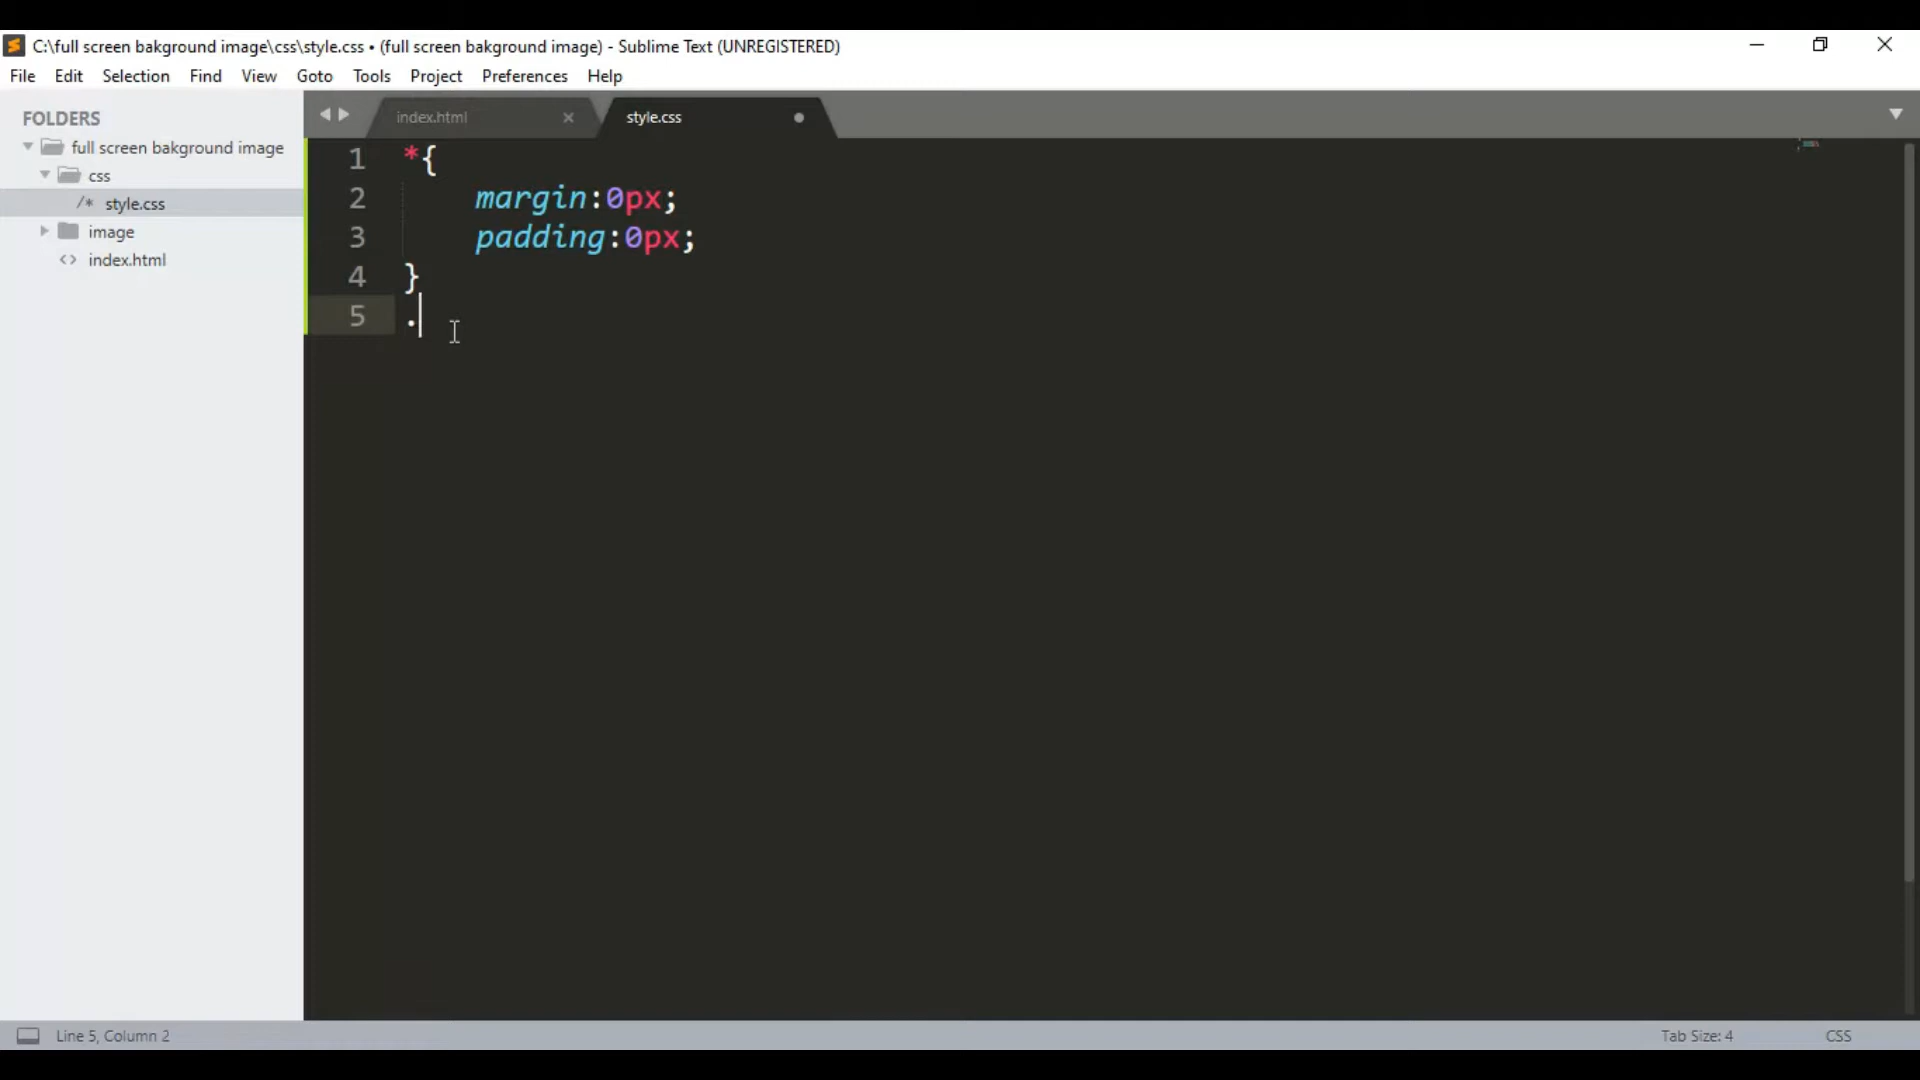 C:\full screen bakground image\css\style.css • (full screen bakground image) - Sublime Text (UNREGISTERED)
File Edit Selection Find View Goto Tools Project Preferences Help
FOLDERS
full screen bakground image
css
/* style.css
image
<> index.html
index.html
style.css
1 *{
2 margin:0px;
3 padding:0px;
4 }
5 .
Line 5, Column 2
Tab Size: 4
CSS